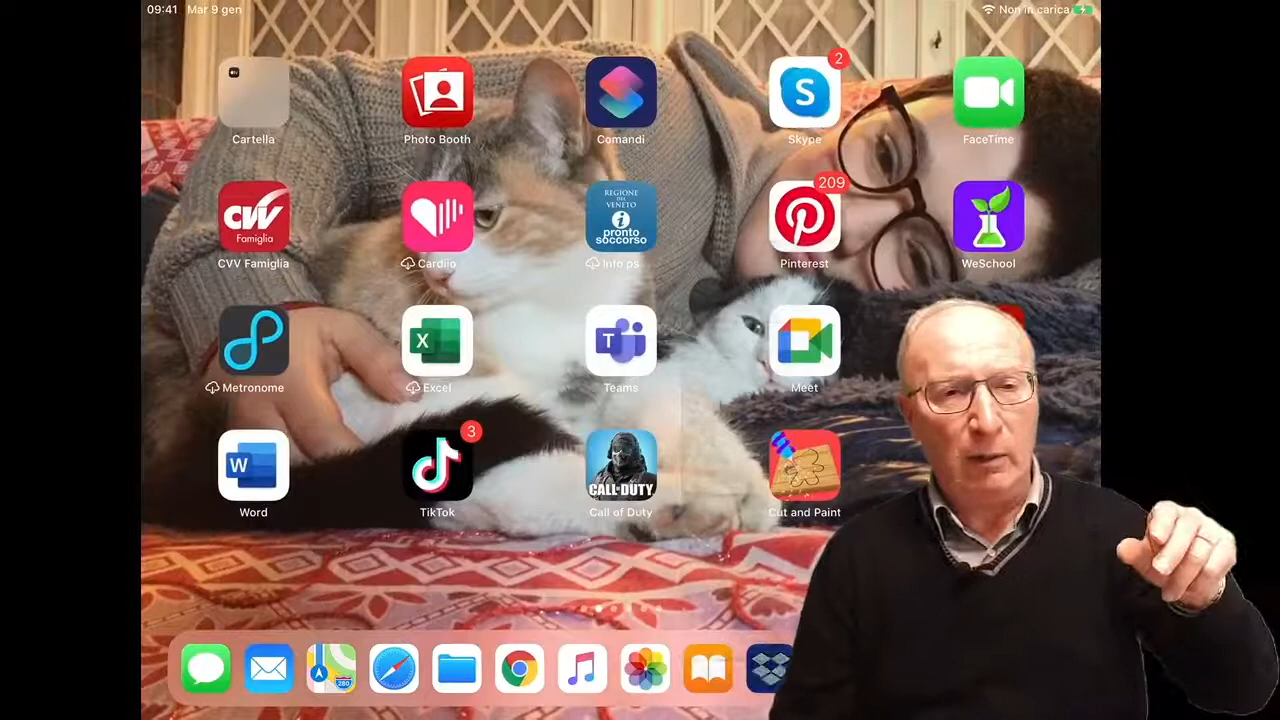 09:41 Mar 9 gen
Non in carica
2
Cartella
Photo Booth
Comandi
S
Skype
FaceTime
CVV
Famiglia
REGIONE
DEL
VENETO
i
pronto
soccorso
209
CVV Famiglia
Cardiio
Info ps
Pinterest
WeSchool
X
T
Metronome
Excel
Teams
Meet
W
3
CALL DUTY
Word
TikTok
Call of Duty
Cut and Paint
280